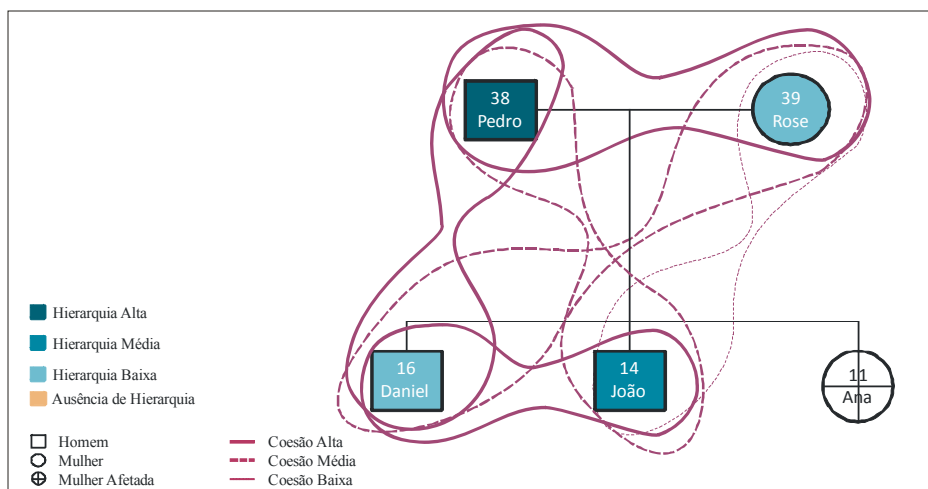 38
Pedro
39
Rose
16
Daniel
14
João
11
Ana
Hierarquia Alta
Hierarquia Média
Hierarquia Baixa
Ausência de Hierarquia
Homem
Mulher
Mulher Afetada
Coesão Alta
Coesão Média
Coesão Baixa